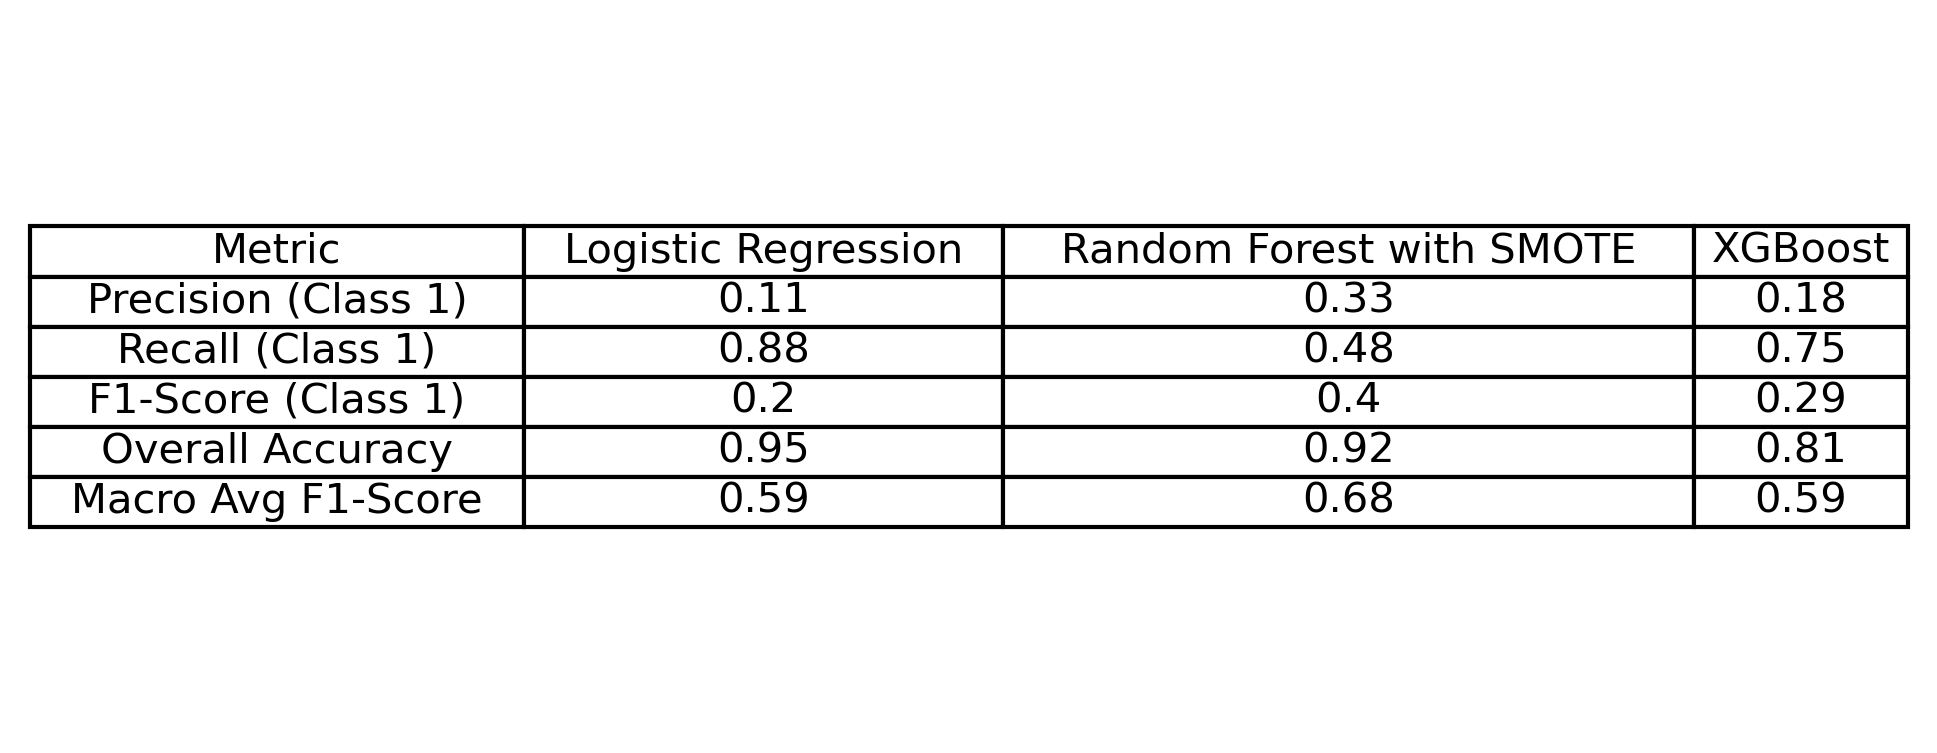 Metric Logistic Regression Random Forest with SMOTE XGBoost
Precision (Class 1) 0.11 0.33 0.18
Recall (Class 1) 0.88 0.48 0.75
F1-Score (Class 1) 0.2 0.4 0.29
Overall Accuracy 0.95 0.92 0.81
Macro Avg F1-Score 0.59 0.68 0.59